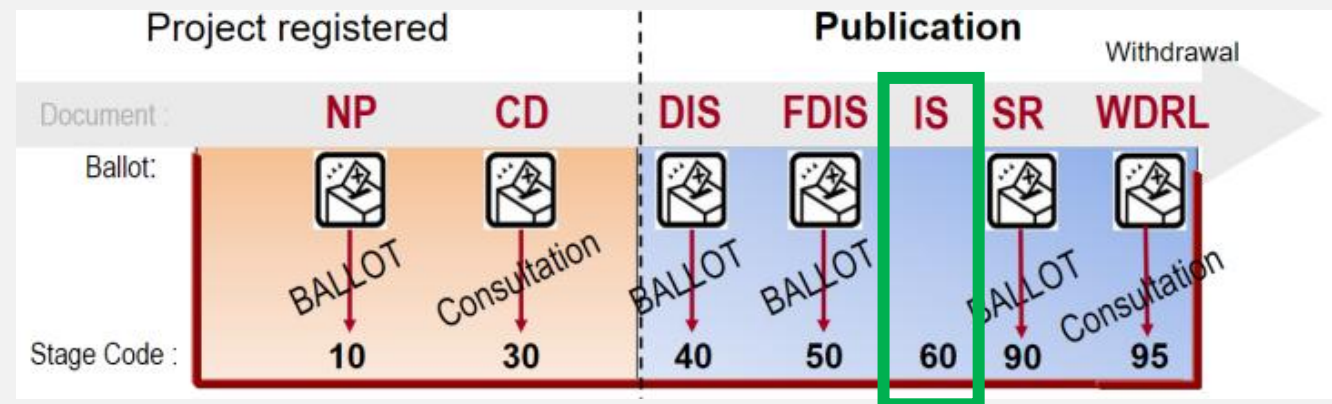 Project registered
Publication
Withdrawal
Document :
NP
CD
DIS
FDIS
IS
SR
WDRL
Ballot:
BALLOT
Consultation
BALLOT
BALLOT
BALLOT
Consultation
Stage Code :
10
30
40
50
60
90
95